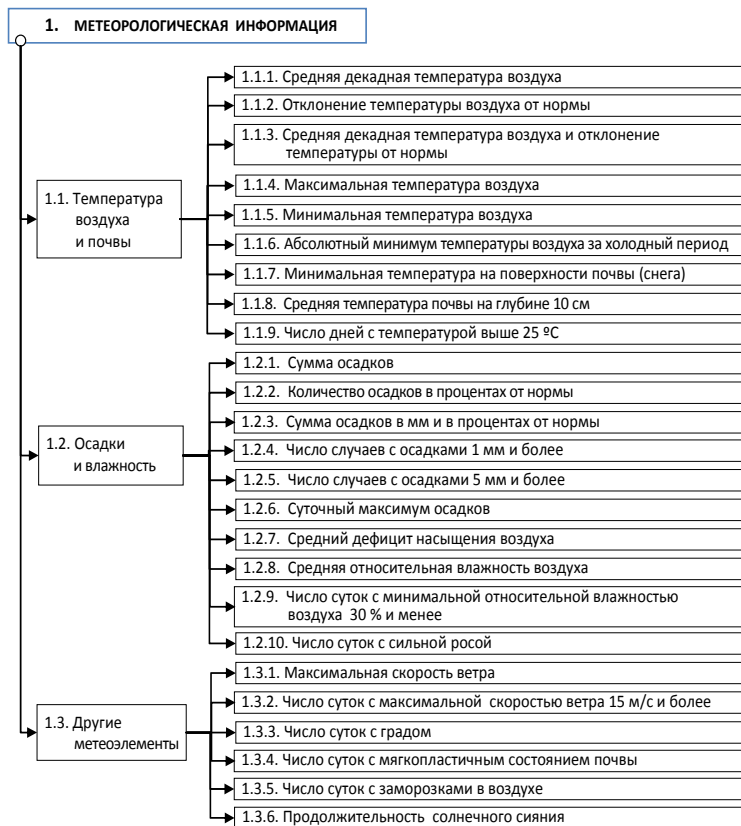 1. МЕТЕОРОЛОГИЧЕСКАЯ ИНФОРМАЦИЯ
1.1. Температура
воздуха
и почвы
1.1.1. Средняя декадная температура воздуха
1.1.2. Отклонение температуры воздуха от нормы
1.1.3. Средняя декадная температура воздуха и отклонение
температуры от нормы
1.1.4. Максимальная температура воздуха
1.1.5. Минимальная температура воздуха
1.1.6. Абсолютный минимум температуры воздуха за холодный период
1.1.7. Минимальная температура на поверхности почвы (снега)
1.1.8. Средняя температура почвы на глубине 10 см
1.1.9. Число дней с температурой выше 25 ºС
1.2. Осадки
и влажность
1.2.1. Сумма осадков
1.2.2. Количество осадков в процентах от нормы
1.2.3. Сумма осадков в мм и в процентах от нормы
1.2.4. Число случаев с осадками 1 мм и более
1.2.5. Число случаев с осадками 5 мм и более
1.2.6. Суточный максимум осадков
1.2.7. Средний дефицит насыщения воздуха
1.2.8. Средняя относительная влажность воздуха
1.2.9. Число суток с минимальной относительной влажностью
воздуха 30 % и менее
1.2.10. Число суток с сильной росой
1.3. Другие
метеоэлементы
1.3.1. Максимальная скорость ветра
1.3.2. Число суток с максимальной скоростью ветра 15 м/с и более
1.3.3. Число суток с градом
1.3.4. Число суток с мягкопластичным состоянием почвы
1.3.5. Число суток с заморозками в воздухе
1.3.6. Продолжительность солнечного сияния